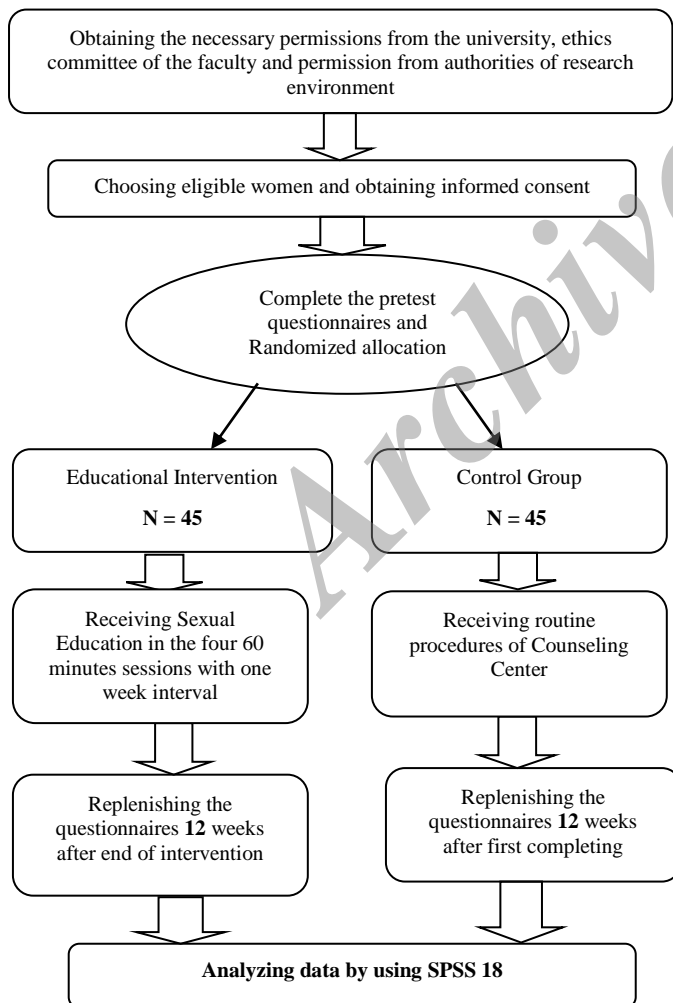 Obtaining the necessary permissions from the university, ethics
committee of the faculty and permission from authorities of research
environment
Choosing eligible women and obtaining informed consent
Complete the pretest
questionnaires and
Randomized allocation
Educational Intervention
N = 45
Control Group
N = 45
Receiving Sexual
Education in the four 60
minutes sessions with one
week interval
Receiving routine
procedures of Counseling
Center
Replenishing the
questionnaires 12 weeks
after end of intervention
Replenishing the
questionnaires 12 weeks
after first completing
Analyzing data by using SPSS 18
Archive